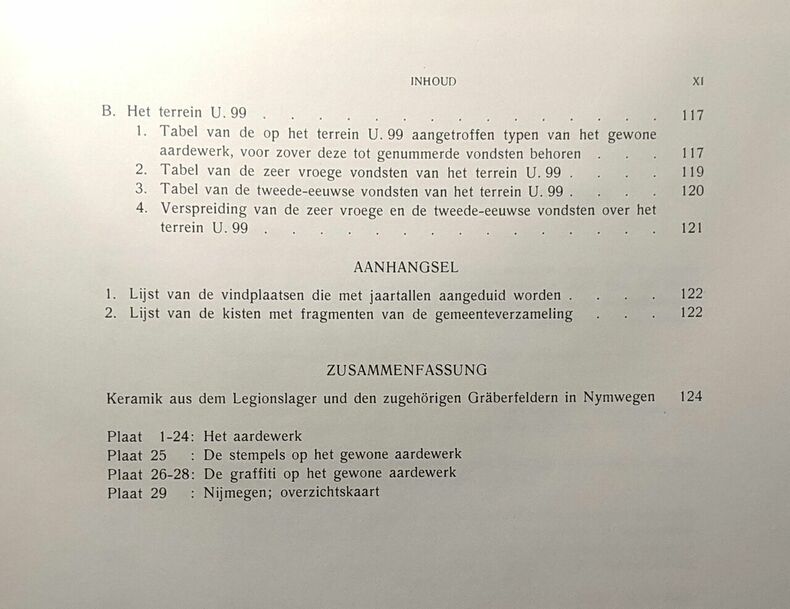 INHOUD XI
B. Het terrein U. 99 . . . . . . . . . . . . . . 117
1. Tabel van de op het terrein U. 99 aangetroffen typen van het gewone
aardewerk, voor zover deze tot genummerde vondsten behoren . . . 117
2. Tabel van de zeer vroege vondsten van het terrein U. 99 . . . . 119
3. Tabel van de tweede-eeuwse vondsten van het terrein U. 99 . . . . 120
4. Verspreiding van de zeer vroege en de tweede-eeuwse vondsten over het
terrein U. 99 . . . . . . . . . . . . . . 121
AANHANGSEL
1. Lijst van de vindplaatsen die met jaartallen aangeduid worden . . . . 122
2. Lijst van de kisten met fragmenten van de gemeenteverzameling . . . 122
ZUSAMMENFASSUNG
Keramik aus dem Legionslager und den zugehörigen Gräberfeldern in Nymwegen 124
Plaat 1-24: Het aardewerk
Plaat 25 : De stempels op het gewone aardewerk
Plaat 26-28: De graffiti op het gewone aardewerk
Plaat 29 : Nijmegen; overzichtskaart